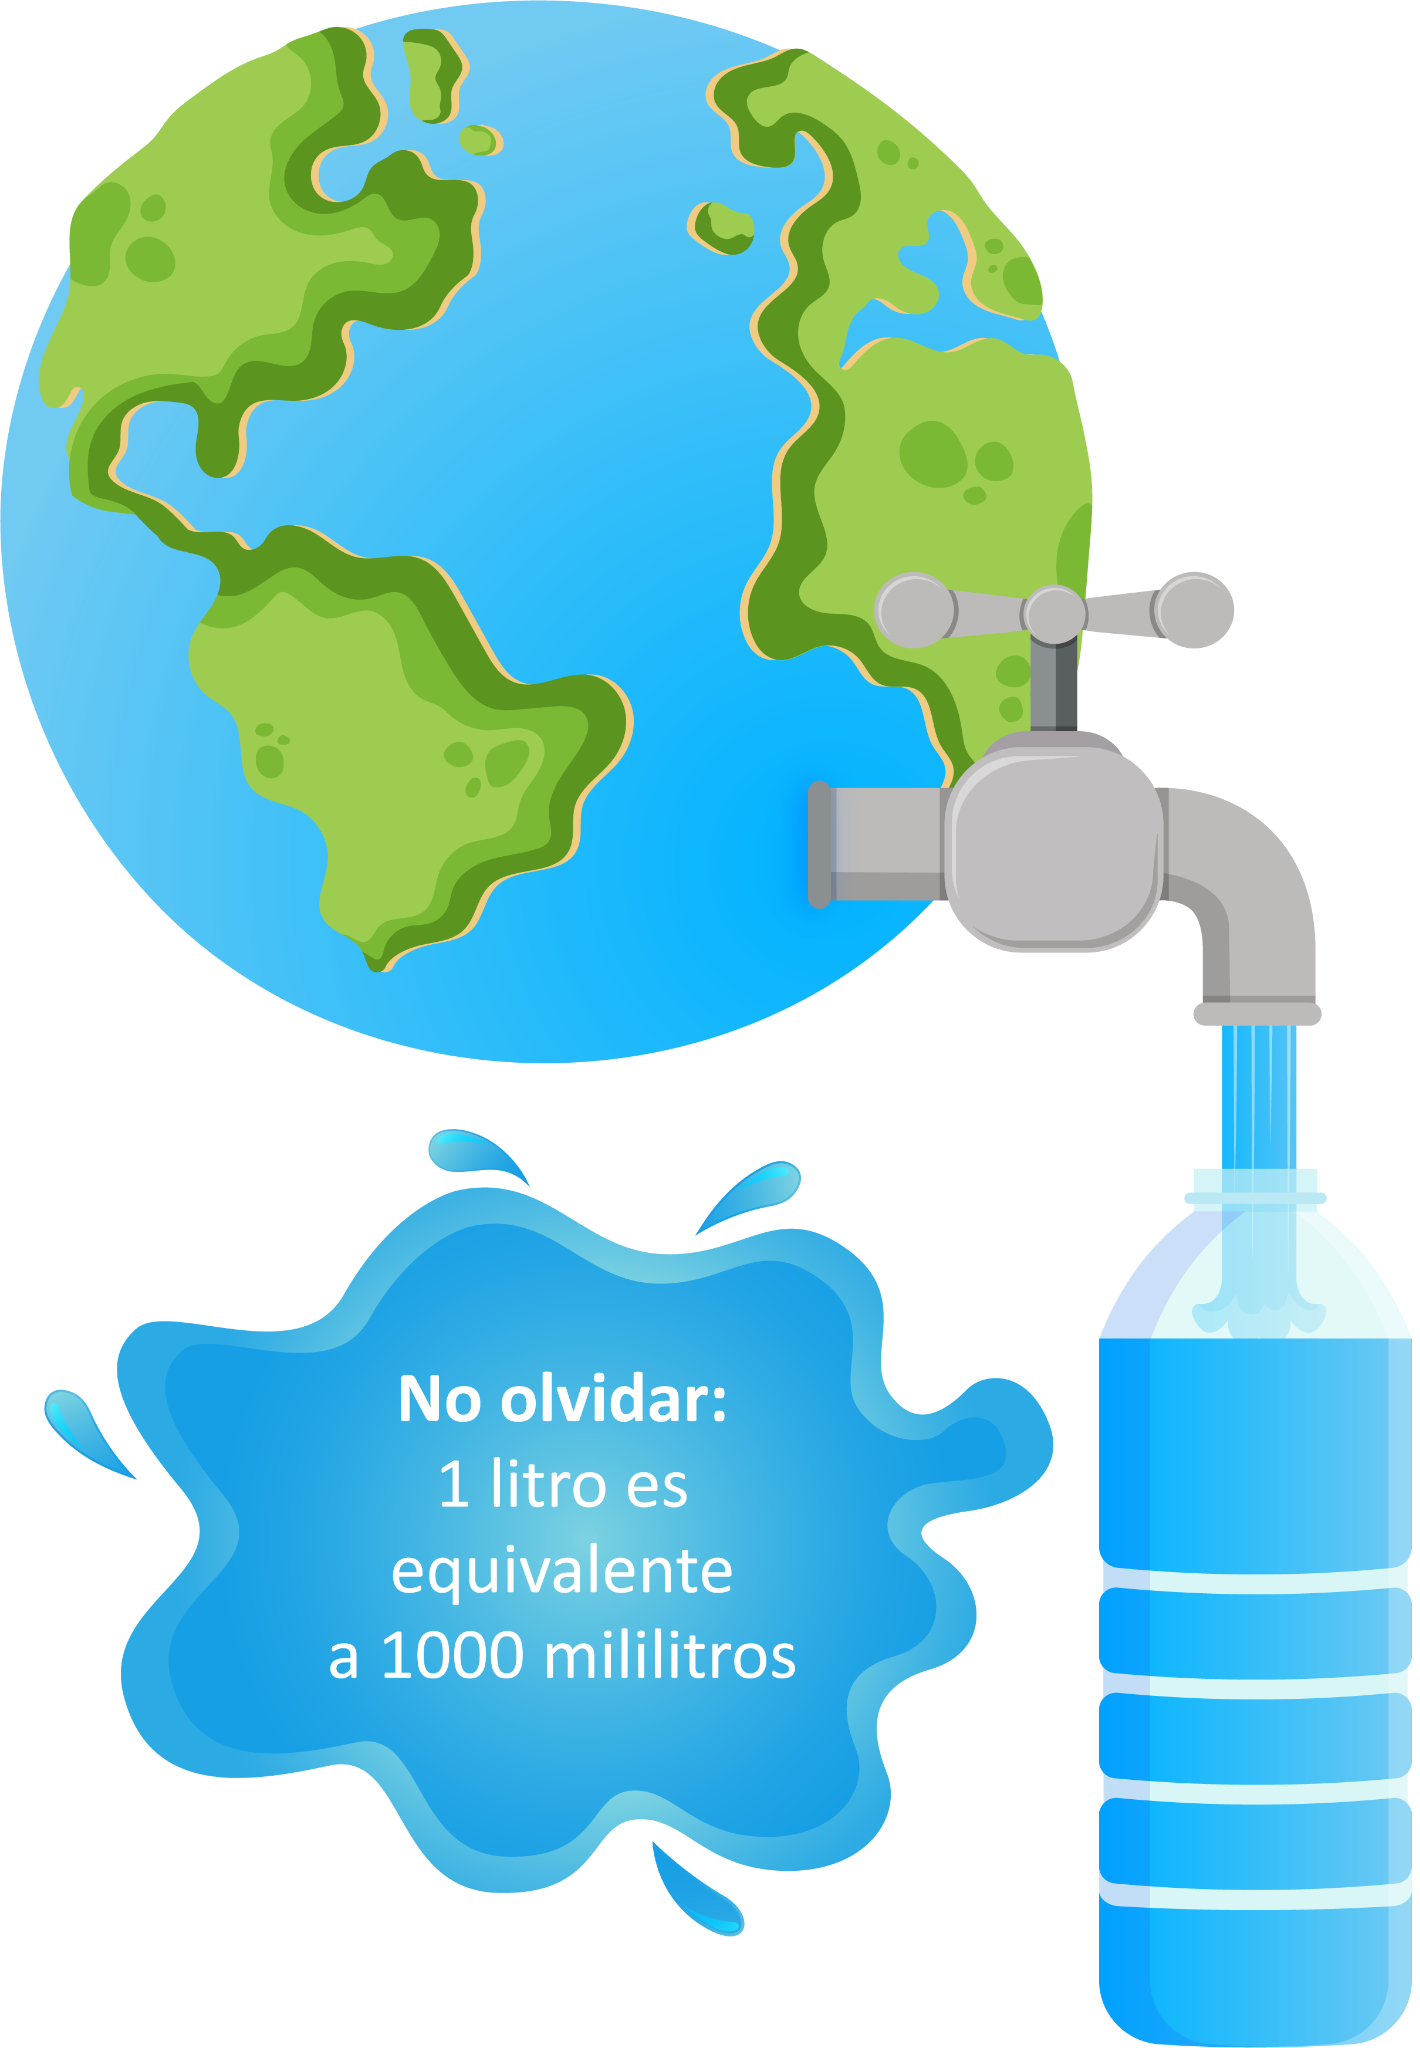 No olvidar:
1 litro es
equivalente
a 1000 mililitros